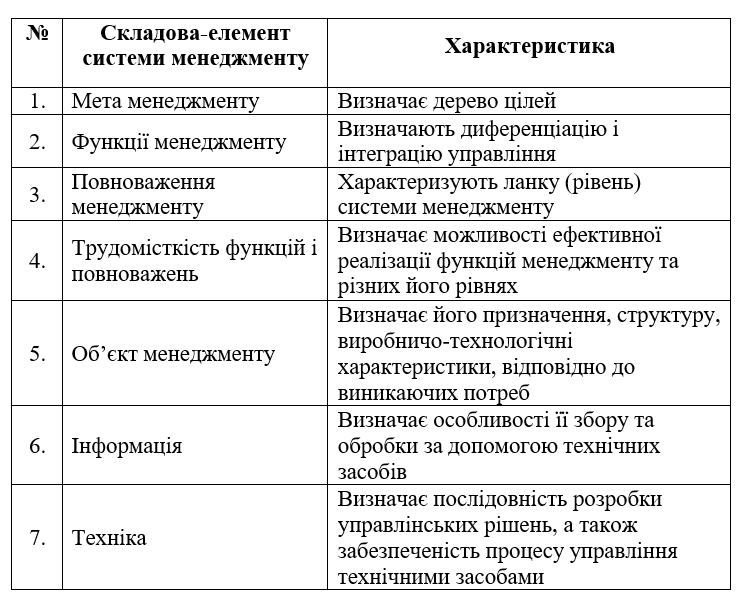 №
Складова-елемент
системи менеджменту
Характеристика
1.
Мета менеджменту
Визначає дерево цілей
2.
Функції менеджменту
Визначають диференціацію і
інтеграцію управління
3.
Повноваження
менеджменту
Характеризують ланку (рівень)
системи менеджменту
4.
Трудомісткість функцій і
повноважень
Визначає можливості ефективної
реалізації функцій менеджменту та
різних його рівнях
5.
Об’єкт менеджменту
Визначає його призначення, структуру,
виробничо-технологічні
характеристики, відповідно до
виникаючих потреб
6.
Інформація
Визначає особливості її збору та
обробки за допомогою технічних
засобів
7.
Техніка
Визначає послідовність розробки
управлінських рішень, а також
забезпеченість процесу управління
технічними засобами